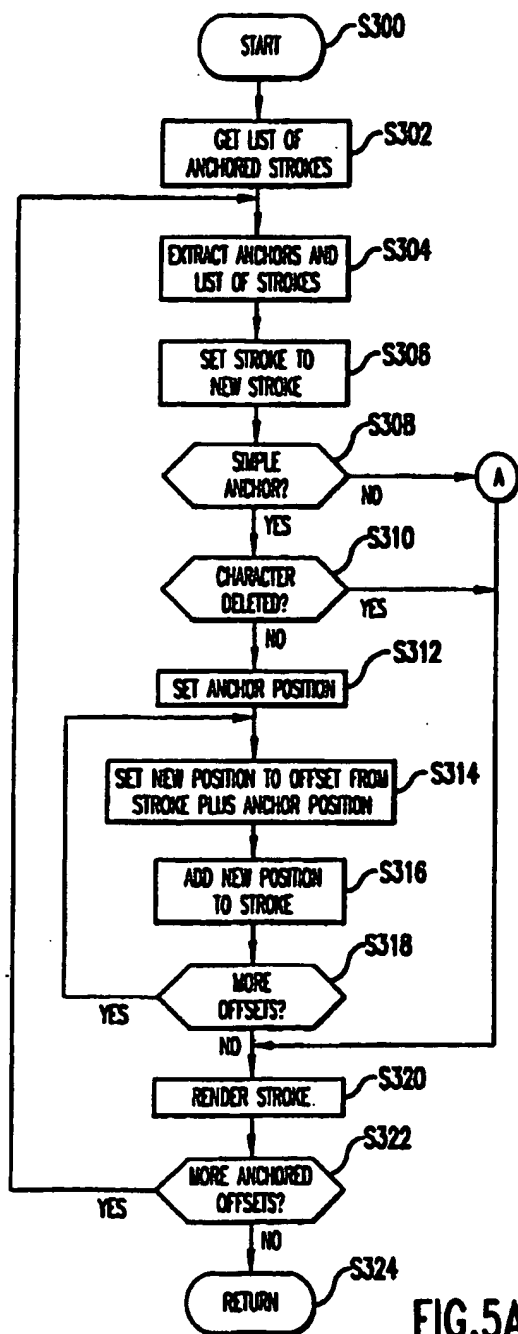 START
S300
GET LIST OF
ANCHORED STROKES
S302
EXTRACT ANCHORS AND
LIST OF STROKES
S304
SET STROKE TO
NEW STROKE
S306
SIMPLE
ANCHOR?
S308
NO
A
YES
CHARACTER
DELETED?
S310
YES
NO
SET ANCHOR POSITION
S312
SET NEW POSITION TO OFFSET FROM
STROKE PLUS ANCHOR POSITION
S314
ADD NEW POSITION
TO STROKE
S316
MORE
OFFSETS?
S318
YES
NO
RENDER STROKE
S320
MORE ANCHORED
OFFSETS?
S322
YES
NO
RETURN
S324
FIG.5A